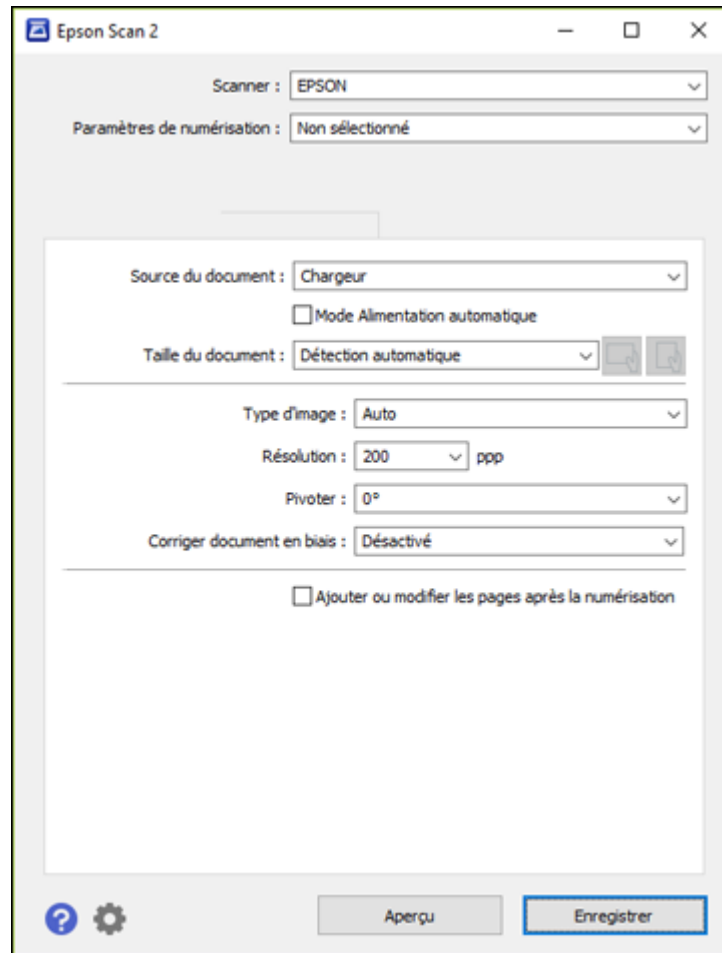 Epson Scan 2
Scanner : EPSON
Paramètres de numérisation : Non sélectionné
Source du document : Chargeur
Mode Alimentation automatique
Taille du document : Détection automatique
Type d'image : Auto
Résolution : 200 ppp
Pivoter : 0°
Corriger document en biais : Désactivé
Ajouter ou modifier les pages après la numérisation
? Aperçu Enregistrer